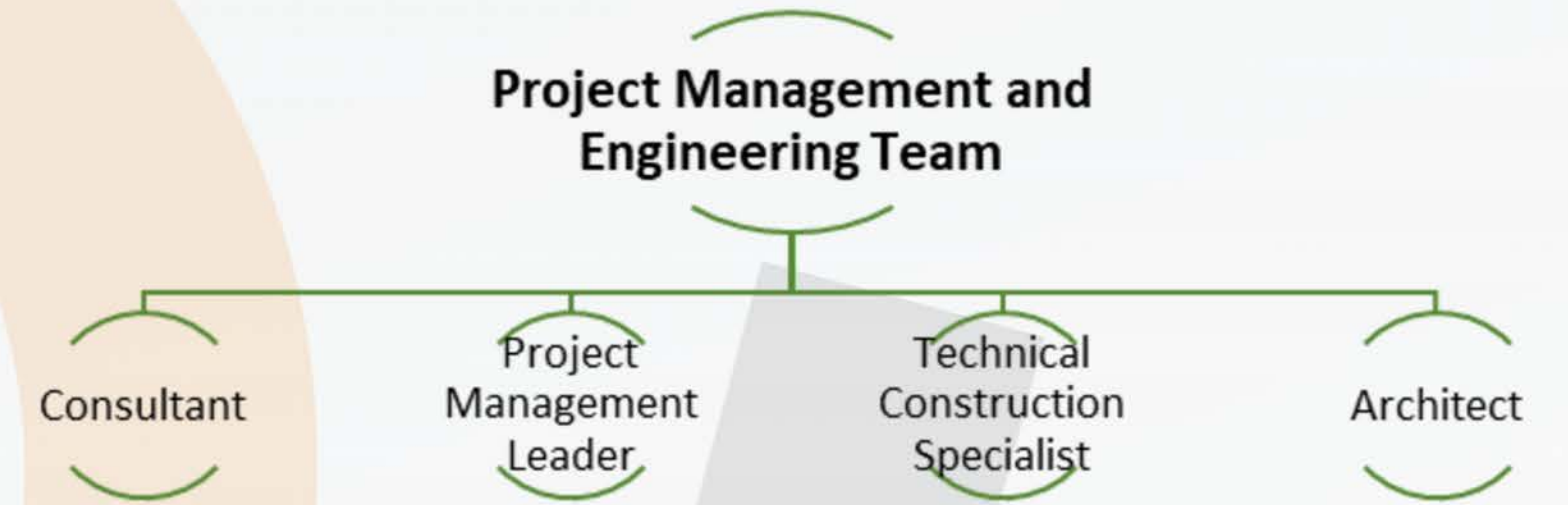 Project Management and
Engineering Team
Consultant
Project
Management
Leader
Technical
Construction
Specialist
Architect